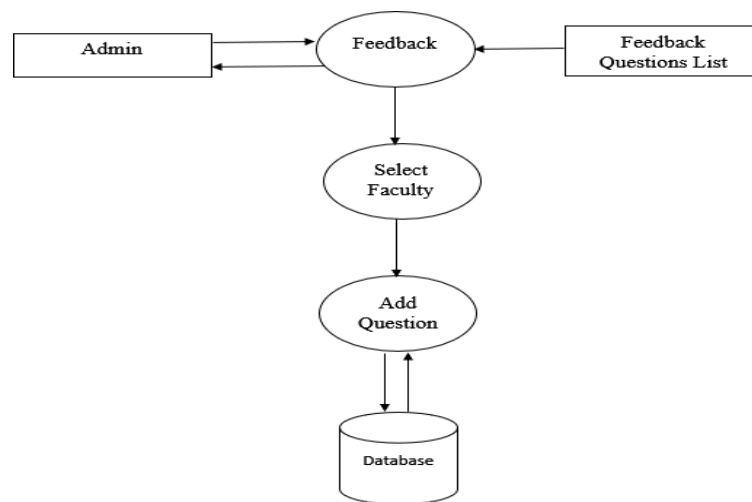 Admin
Feedback
Feedback
Questions List
Select
Faculty
Add
Question
Database